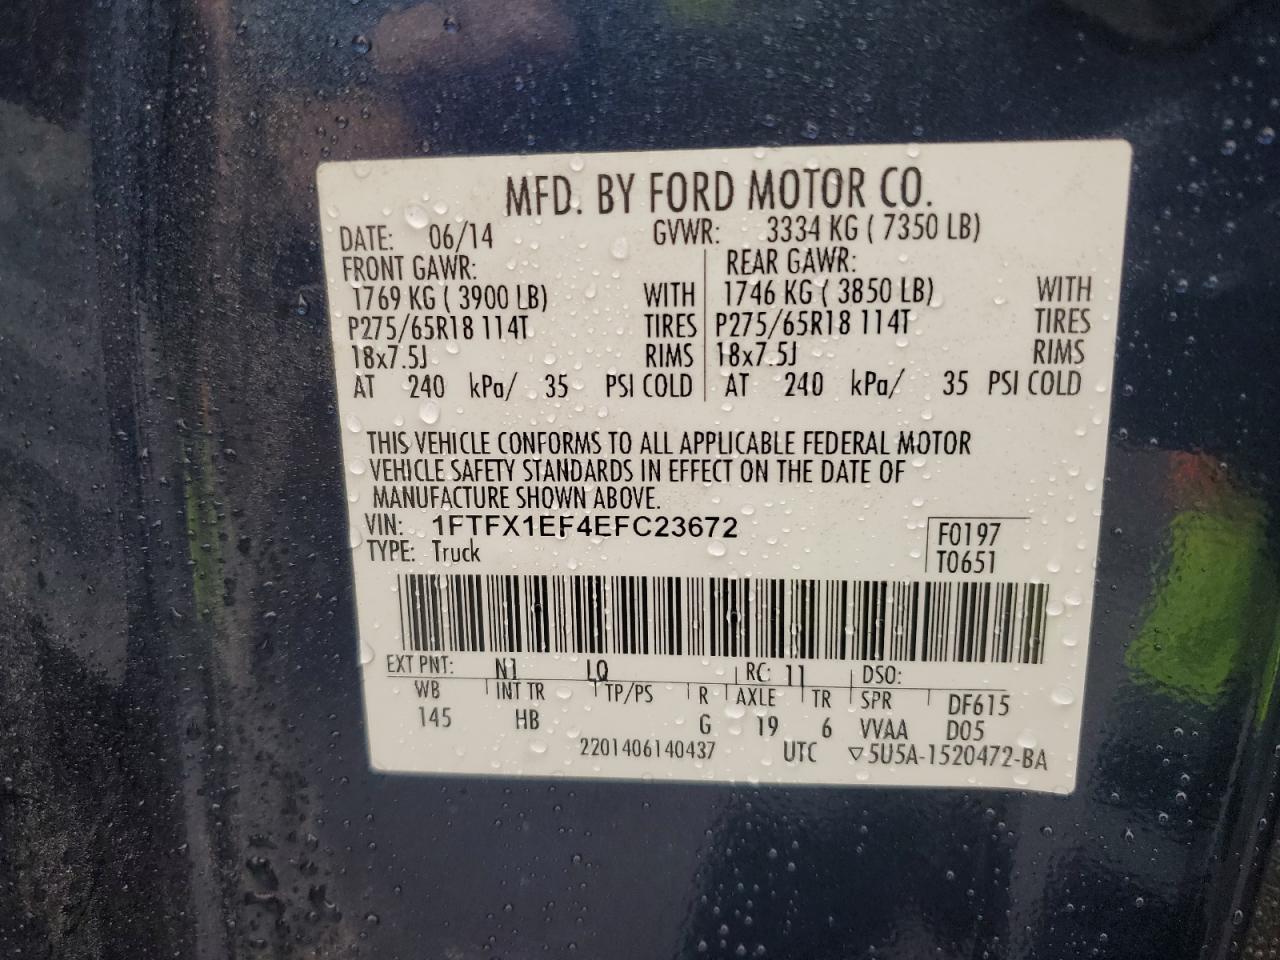 MFD. BY FORD MOTOR CO.
DATE: 06/14 GVWR: 3334 KG ( 7350 LB)
FRONT GAWR: REAR GAWR:
1769 KG ( 3900 LB) WITH 1746 KG ( 3850 LB) WITH
P275/65R18 114T TIRES P275/65R18 114T TIRES
18x7.5J RIMS 18x7.5J RIMS
AT 240 kPa/ 35 PSI COLD AT 240 kPa/ 35 PSI COLD
THIS VEHICLE CONFORMS TO ALL APPLICABLE FEDERAL MOTOR
VEHICLE SAFETY STANDARDS IN EFFECT ON THE DATE OF
MANUFACTURE SHOWN ABOVE.
VIN: 1FTFX1EF4EFC23672 F0197
TYPE: Truck T0651
EXT PNT: N1 LQ RC: 11 DSO:
WB INT TR TP/PS R AXLE TR SPR DF615
145 HB G 19 6 VVAA D05
2201406140437 UTC ▽5U5A-1520472-BA